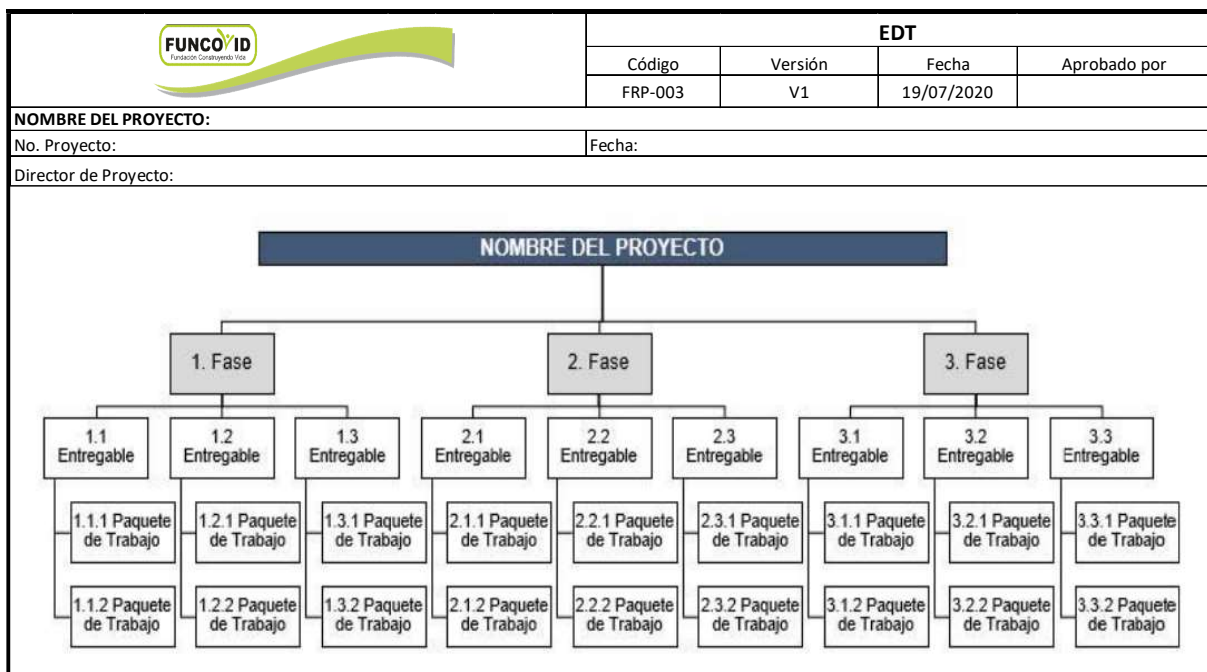 FUNCOVID
Fundación Construyendo Vida
EDT
Código Versión Fecha Aprobado por
FRP-003 V1 19/07/2020
NOMBRE DEL PROYECTO:
No. Proyecto: Fecha:
Director de Proyecto:
NOMBRE DEL PROYECTO
1. Fase 2. Fase 3. Fase
1.1 1.2 1.3 2.1 2.2 2.3 3.1 3.2 3.3
Entregable Entregable Entregable Entregable Entregable Entregable Entregable Entregable Entregable
1.1.1 Paquete 1.2.1 Paquete 1.3.1 Paquete 2.1.1 Paquete 2.2.1 Paquete 2.3.1 Paquete 3.1.1 Paquete 3.2.1 Paquete 3.3.1 Paquete
de Trabajo de Trabajo de Trabajo de Trabajo de Trabajo de Trabajo de Trabajo de Trabajo de Trabajo
1.1.2 Paquete 1.2.2 Paquete 1.3.2 Paquete 2.1.2 Paquete 2.2.2 Paquete 2.3.2 Paquete 3.1.2 Paquete 3.2.2 Paquete 3.3.2 Paquete
de Trabajo de Trabajo de Trabajo de Trabajo de Trabajo de Trabajo de Trabajo de Trabajo de Trabajo